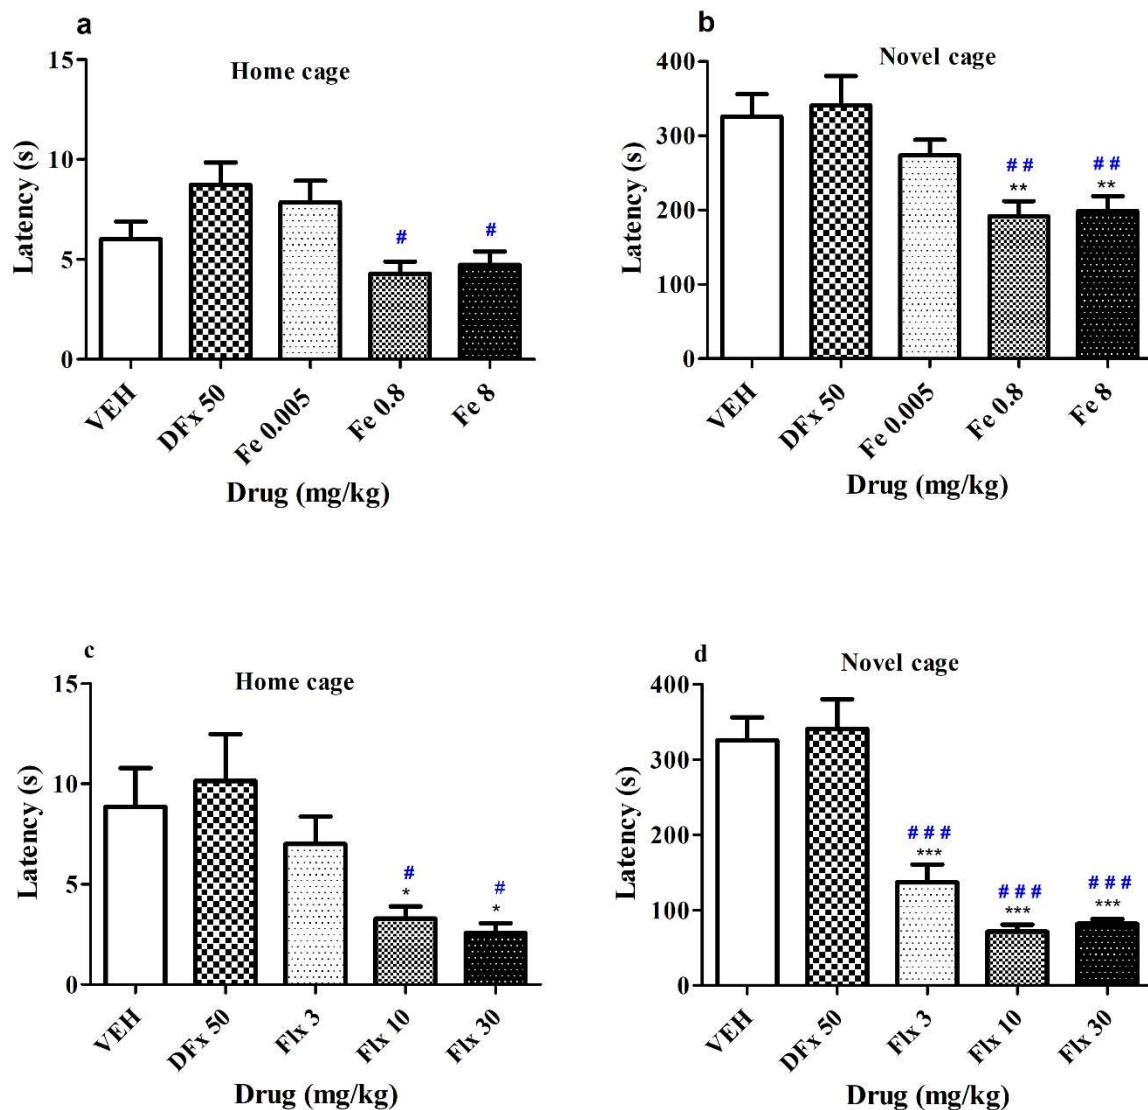 a
Home cage
15
10
5
0
Latency (s)
#
#
VEH
DFx 50
Fe 0.005
Fe 0.8
Fe 8
Drug (mg/kg)
b
Novel cage
400
300
200
100
0
Latency (s)
# #
**
# #
**
VEH
DFx 50
Fe 0.005
Fe 0.8
Fe 8
Drug (mg/kg)
c
Home cage
15
10
5
0
Latency (s)
#
*
#
*
VEH
DFx 50
Flx 3
Flx 10
Flx 30
Drug (mg/kg)
d
Novel cage
400
300
200
100
0
Latency (s)
# # #
***
# # #
***
# # #
***
VEH
DFx 50
Flx 3
Flx 10
Flx 30
Drug (mg/kg)